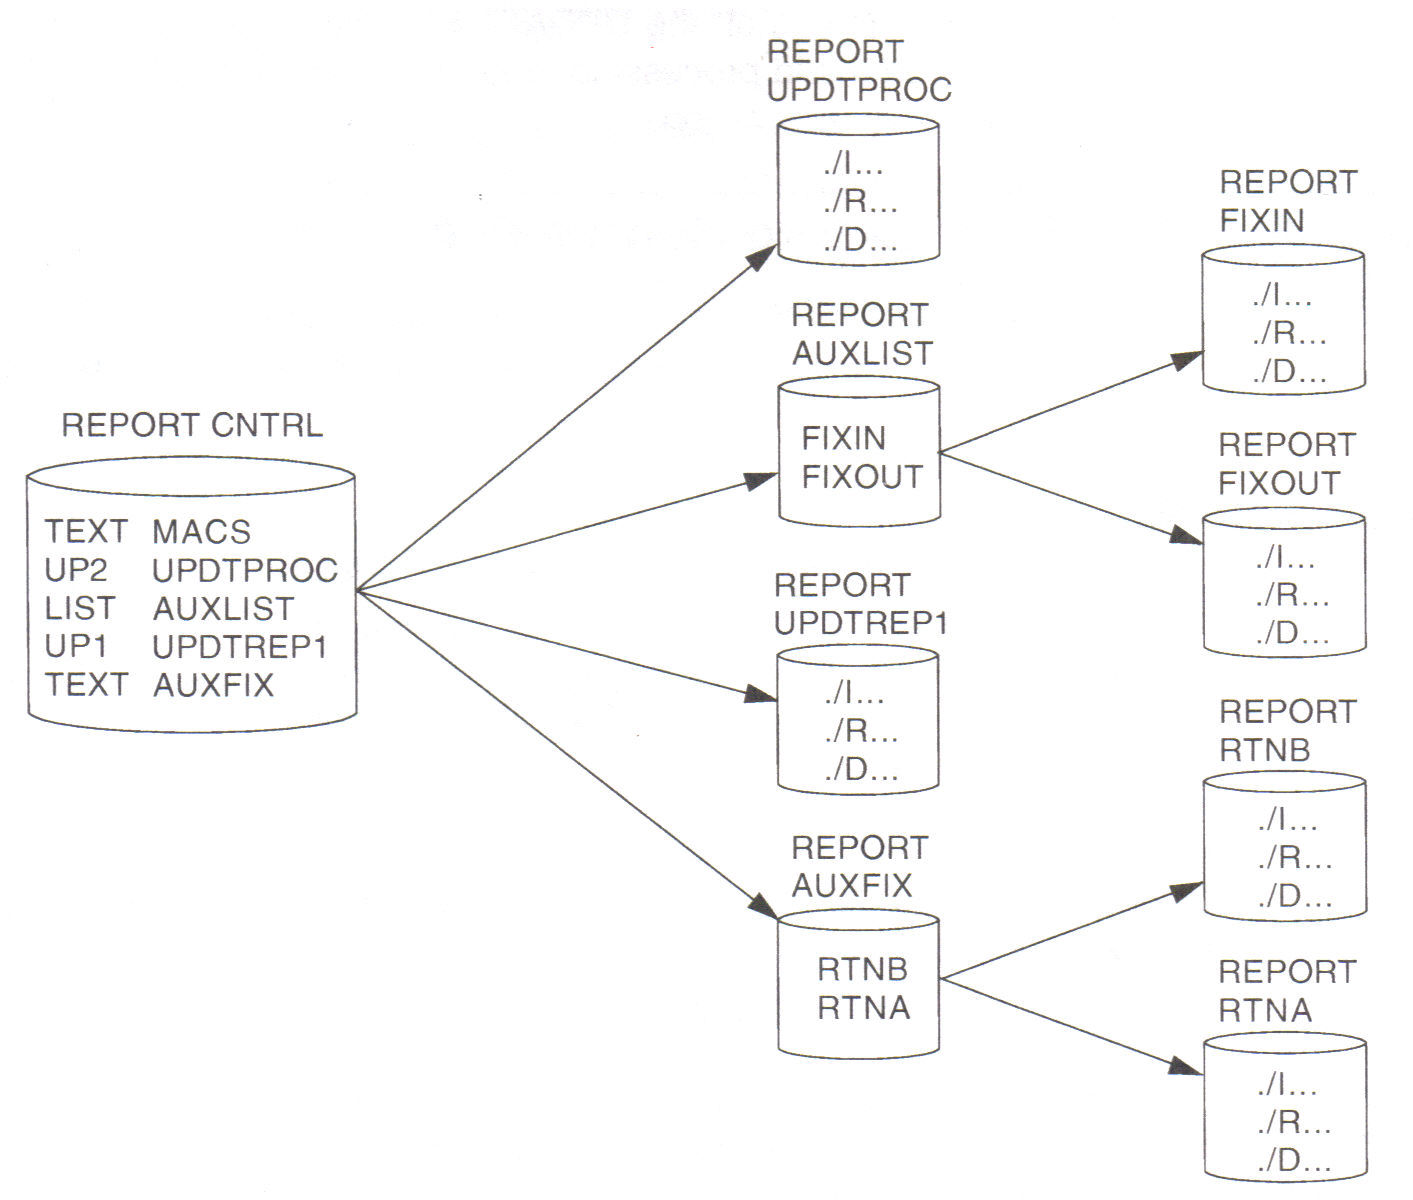 REPORT CNTRL
TEXT MACS
UP2 UPDTPROC
LIST AUXLIST
UP1 UPDTREP1
TEXT AUXFIX
REPORT
UPDTPROC
./I...
./R...
./D...
REPORT
AUXLIST
FIXIN
FIXOUT
REPORT
UPDTREP1
./I...
./R...
./D...
REPORT
AUXFIX
RTNB
RTNA
REPORT
FIXIN
./I...
./R...
./D...
REPORT
FIXOUT
./I...
./R...
./D...
REPORT
RTNB
./I...
./R...
./D...
REPORT
RTNA
./I...
./R...
./D...